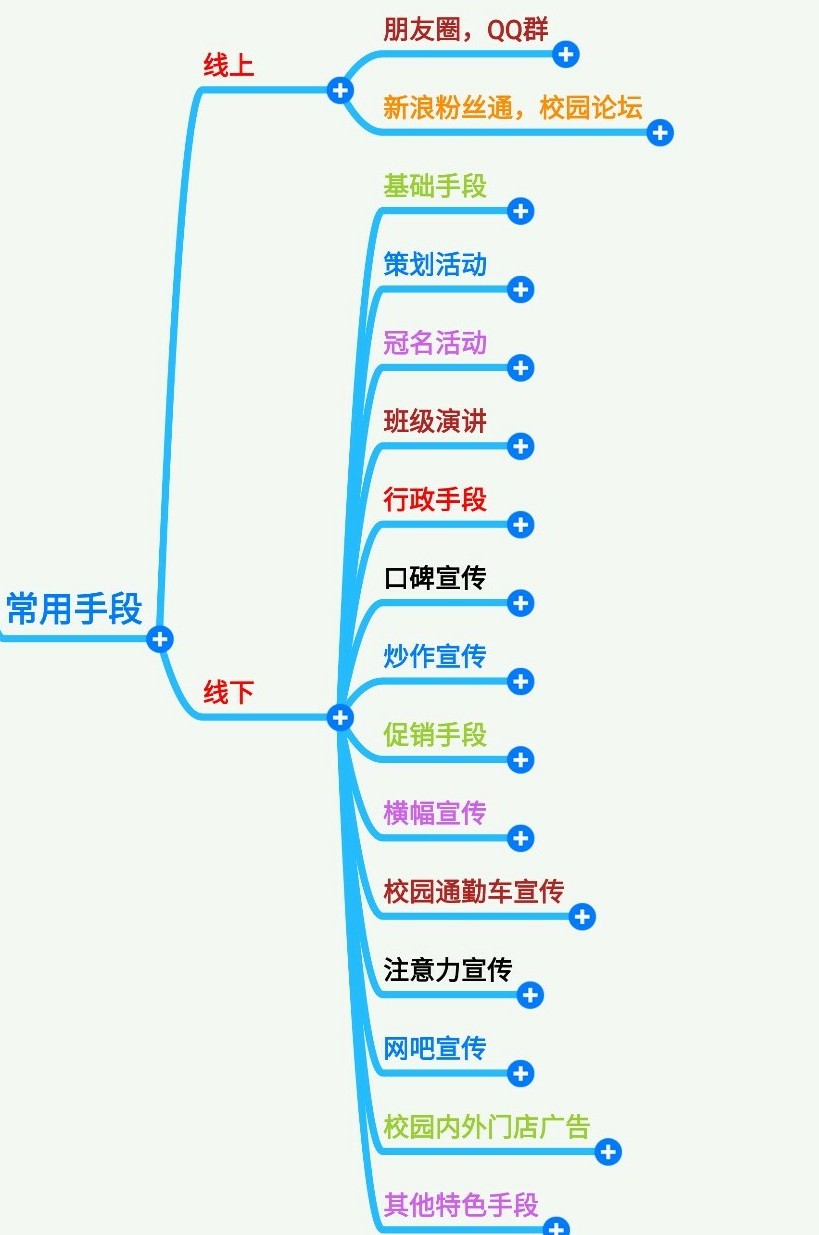 朋友圈，QQ群
线上
新浪粉丝通，校园论坛
基础手段
策划活动
冠名活动
班级演讲
行政手段
口碑宣传
常用手段
炒作宣传
线下
促销手段
横幅宣传
校园通勤车宣传
注意力宣传
网吧宣传
校园内外门店广告
其他特色手段